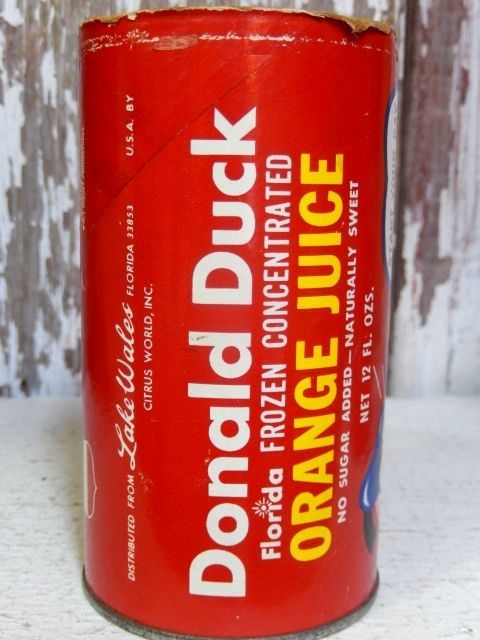 DISTRIBUTED FROM Lake Wales FLORIDA 33853 U.S.A. BY
CITRUS WORLD, INC.
Donald Duck
Florida FROZEN CONCENTRATED
ORANGE JUICE
NO SUGAR ADDED — NATURALLY SWEET
NET 12 FL. OZS.